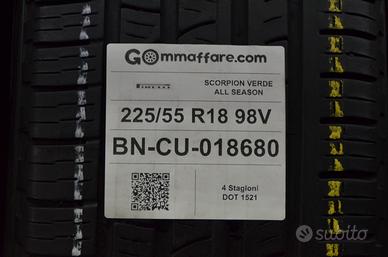 GOmmaffare.com
PIRELLI
SCORPION VERDE
ALL SEASON
225/55 R18 98V
BN-CU-018680
4 Stagioni
DOT 1521
subito